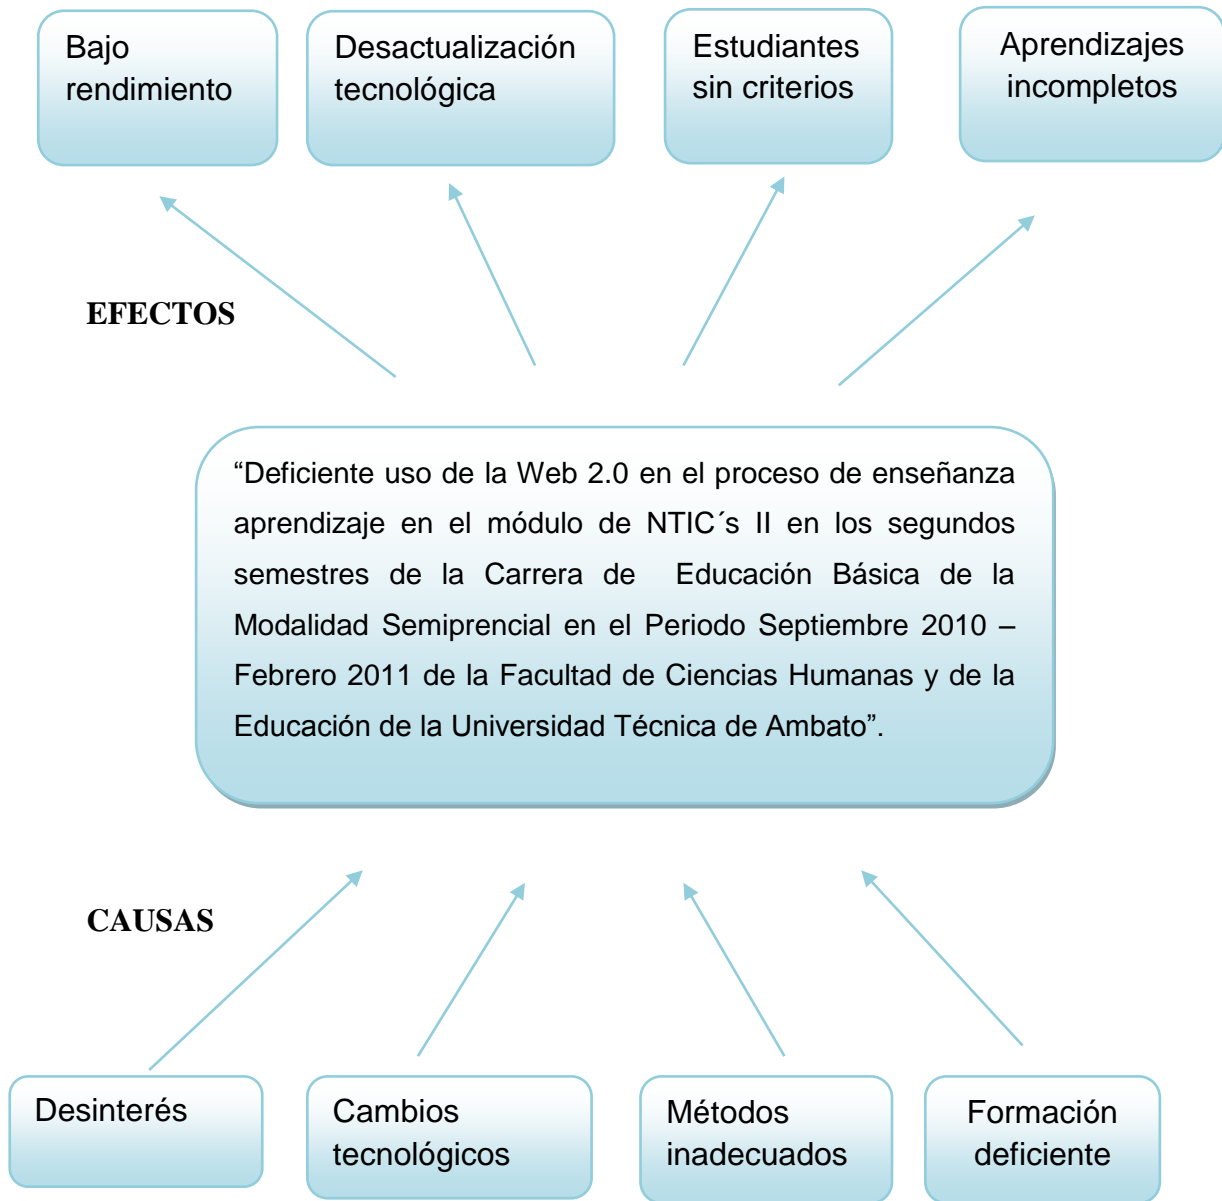 Bajo
rendimiento
Desactualización
tecnológica
Estudiantes
sin criterios
Aprendizajes
incompletos
EFECTOS
“Deficiente uso de la Web 2.0 en el proceso de enseñanza
aprendizaje en el módulo de NTIC´s II en los segundos
semestres de la Carrera de Educación Básica de la
Modalidad Semiprencial en el Periodo Septiembre 2010 –
Febrero 2011 de la Facultad de Ciencias Humanas y de la
Educación de la Universidad Técnica de Ambato”.
CAUSAS
Desinterés
Cambios
tecnológicos
Métodos
inadecuados
Formación
deficiente